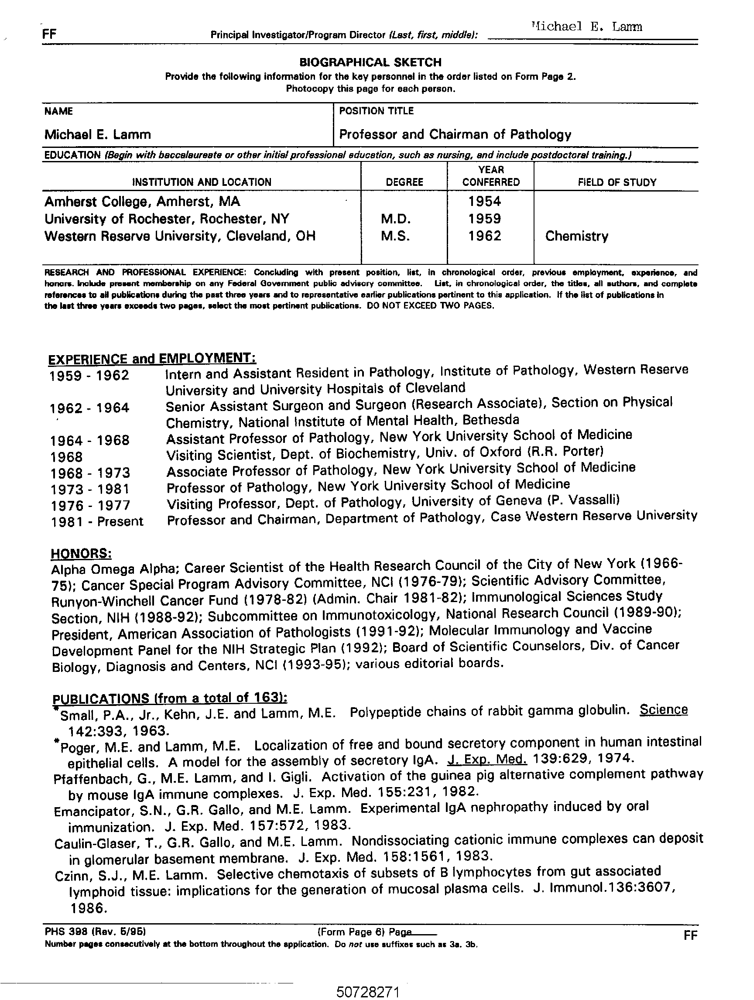 FF
Principal Investigator/Program Director (Last, first, middle): Michael E. Lamm
BIOGRAPHICAL SKETCH
Provide the following information for the key personnel in the order listed on Form Page 2.
Photocopy this page for each person.
NAME POSITION TITLE
Michael E. Lamm Professor and Chairman of Pathology
EDUCATION (Begin with baccalaureate or other initial professional education, such as nursing, and include postdoctoral training.)
INSTITUTION AND LOCATION DEGREE YEAR CONFERRED FIELD OF STUDY
Amherst College, Amherst, MA 1954
University of Rochester, Rochester, NY M.D. 1959
Western Reserve University, Cleveland, OH M.S. 1962 Chemistry
RESEARCH AND PROFESSIONAL EXPERIENCE: Concluding with present position, list, in chronological order, previous employment, experience, and
honors. Include present membership on any Federal Government public advisory committee. List, in chronological order, the titles, all authors, and complete
references to all publications during the past three years and to representative earlier publications pertinent to this application. If the list of publications in
the last three years exceeds two pages, select the most pertinent publications. DO NOT EXCEED TWO PAGES.
EXPERIENCE and EMPLOYMENT:
1959 - 1962 Intern and Assistant Resident in Pathology, Institute of Pathology, Western Reserve
University and University Hospitals of Cleveland
1962 - 1964 Senior Assistant Surgeon and Surgeon (Research Associate), Section on Physical
Chemistry, National Institute of Mental Health, Bethesda
1964 - 1968 Assistant Professor of Pathology, New York University School of Medicine
1968 Visiting Scientist, Dept. of Biochemistry, Univ. of Oxford (R.R. Porter)
1968 - 1973 Associate Professor of Pathology, New York University School of Medicine
1973 - 1981 Professor of Pathology, New York University School of Medicine
1976 - 1977 Visiting Professor, Dept. of Pathology, University of Geneva (P. Vassalli)
1981 - Present Professor and Chairman, Department of Pathology, Case Western Reserve University
HONORS:
Alpha Omega Alpha; Career Scientist of the Health Research Council of the City of New York (1966-
75); Cancer Special Program Advisory Committee, NCI (1976-79); Scientific Advisory Committee,
Runyon-Winchell Cancer Fund (1978-82) (Admin. Chair 1981-82); Immunological Sciences Study
Section, NIH (1988-92); Subcommittee on Immunotoxicology, National Research Council (1989-90);
President, American Association of Pathologists (1991-92); Molecular Immunology and Vaccine
Development Panel for the NIH Strategic Plan (1992); Board of Scientific Counselors, Div. of Cancer
Biology, Diagnosis and Centers, NCI (1993-95); various editorial boards.
PUBLICATIONS (from a total of 163):
*Small, P.A., Jr., Kehn, J.E. and Lamm, M.E. Polypeptide chains of rabbit gamma globulin. Science
142:393, 1963.
*Poger, M.E. and Lamm, M.E. Localization of free and bound secretory component in human intestinal
epithelial cells. A model for the assembly of secretory IgA. J. Exp. Med. 139:629, 1974.
Pfaffenbach, G., M.E. Lamm, and I. Gigli. Activation of the guinea pig alternative complement pathway
by mouse IgA immune complexes. J. Exp. Med. 155:231, 1982.
Emancipator, S.N., G.R. Gallo, and M.E. Lamm. Experimental IgA nephropathy induced by oral
immunization. J. Exp. Med. 157:572, 1983.
Caulin-Glaser, T., G.R. Gallo, and M.E. Lamm. Nondissociating cationic immune complexes can deposit
in glomerular basement membrane. J. Exp. Med. 158:1561, 1983.
Czinn, S.J., M.E. Lamm. Selective chemotaxis of subsets of B lymphocytes from gut associated
lymphoid tissue: implications for the generation of mucosal plasma cells. J. Immunol.136:3607,
1986.
PHS 398 (Rev. 5/95) (Form Page 6) Page FF
Number pages consecutively at the bottom throughout the application. Do not use suffixes such as 3a. 3b.
50728271